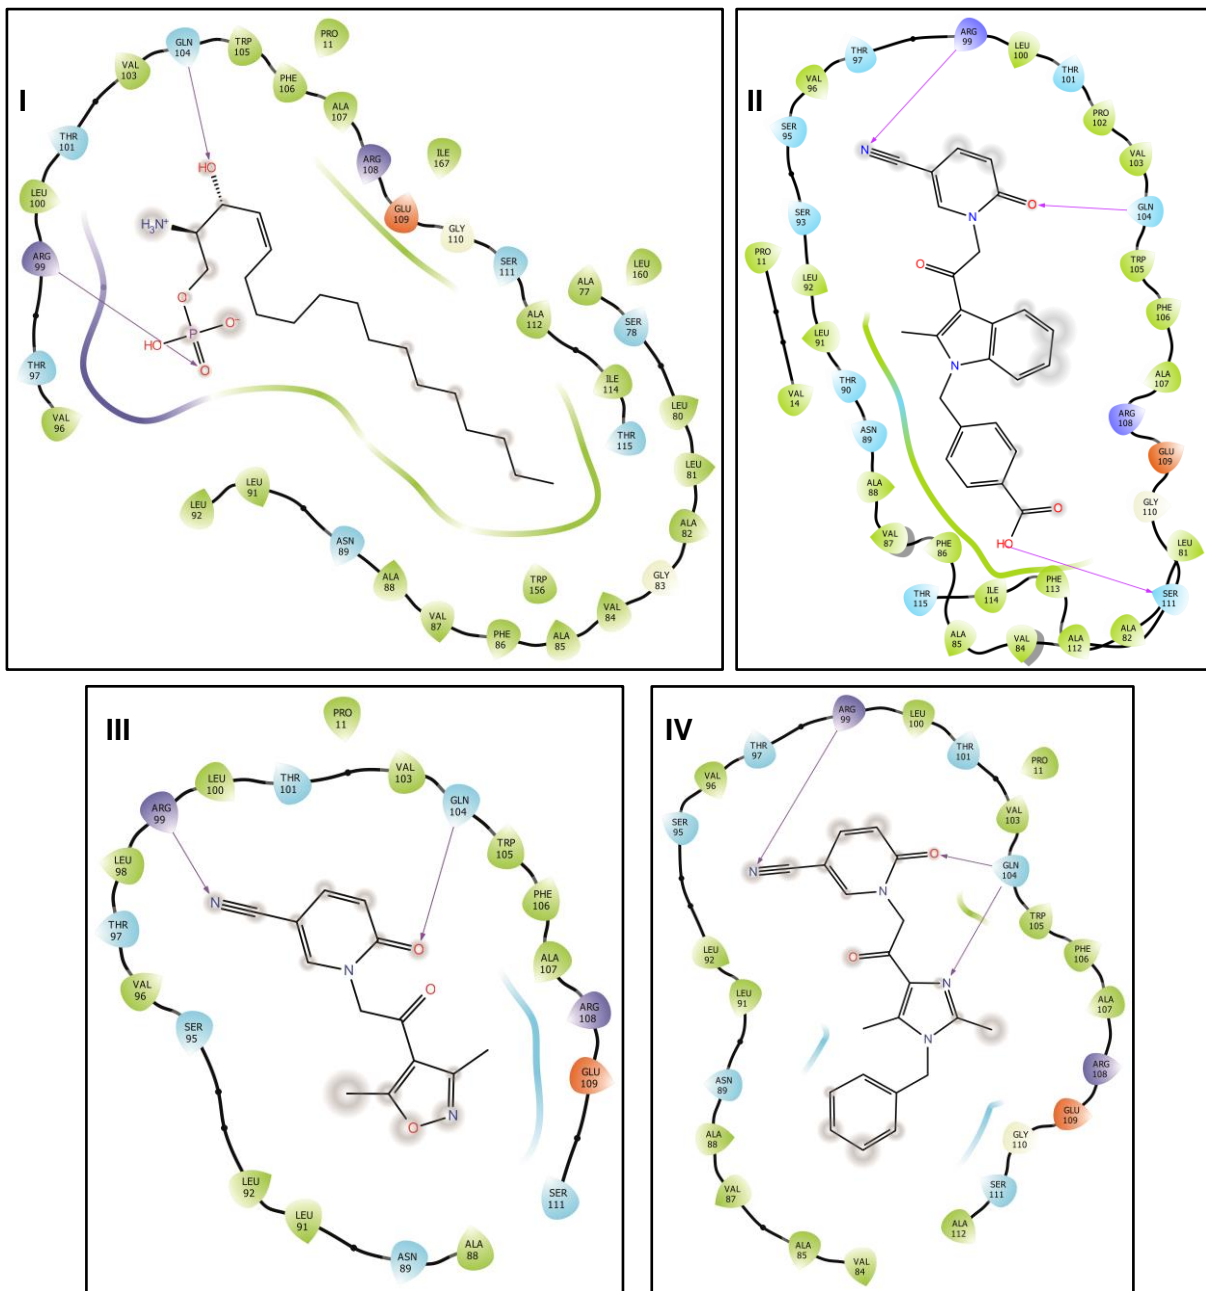 I
PRO
11
GLN
104
TRP
105
VAL
103
PHE
106
ALA
107
THR
101
ARG
108
ILE
167
LEU
100
HO
GLU
109
H₃N⁺
GLY
110
ARG
99
SER
111
LEU
160
ALA
77
O
SER
78
ALA
112
HO
P
O⁻
O
THR
97
ILE
114
VAL
96
THR
115
LEU
80
LEU
81
LEU
91
LEU
92
ALA
82
ASN
89
GLY
83
ALA
88
TRP
156
VAL
84
VAL
87
PHE
86
ALA
85
II
ARG
99
THR
97
LEU
100
VAL
96
THR
101
SER
95
PRO
102
N
VAL
103
SER
93
N
O
GLN
104
PRO
11
LEU
92
O
TRP
105
PHE
106
LEU
91
VAL
14
N
THR
90
ALA
107
ASN
89
ARG
108
GLU
109
ALA
88
GLY
110
O
VAL
87
PHE
86
HO
LEU
81
THR
115
ILE
114
PHE
113
SER
111
ALA
85
VAL
84
ALA
112
ALA
82
III
PRO
11
LEU
100
THR
101
VAL
103
ARG
99
GLN
104
LEU
98
TRP
105
N
PHE
106
THR
97
O
N
ALA
107
VAL
96
O
ARG
108
SER
95
GLU
109
O
N
LEU
92
SER
111
LEU
91
ASN
89
ALA
88
IV
ARG
99
LEU
100
THR
97
THR
101
PRO
11
VAL
96
SER
95
VAL
103
N
O
GLN
104
N
TRP
105
LEU
92
O
PHE
106
LEU
91
N
ALA
107
N
ARG
108
ASN
89
GLU
109
ALA
88
GLY
110
VAL
87
SER
111
ALA
112
ALA
85
VAL
84